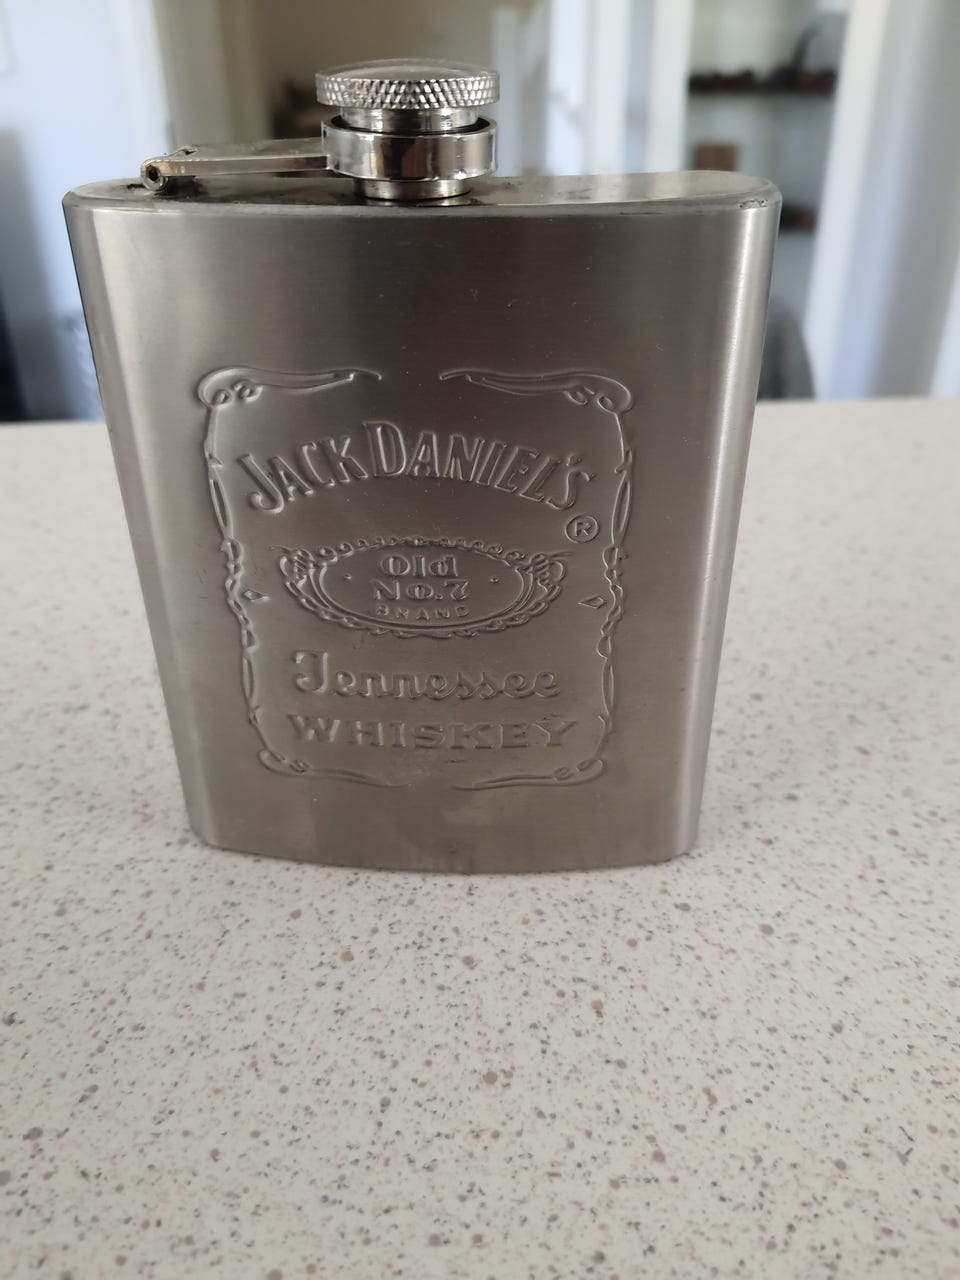 JACK DANIEL'S
®
Old
No.7
BRAND
Tennessee
WHISKEY